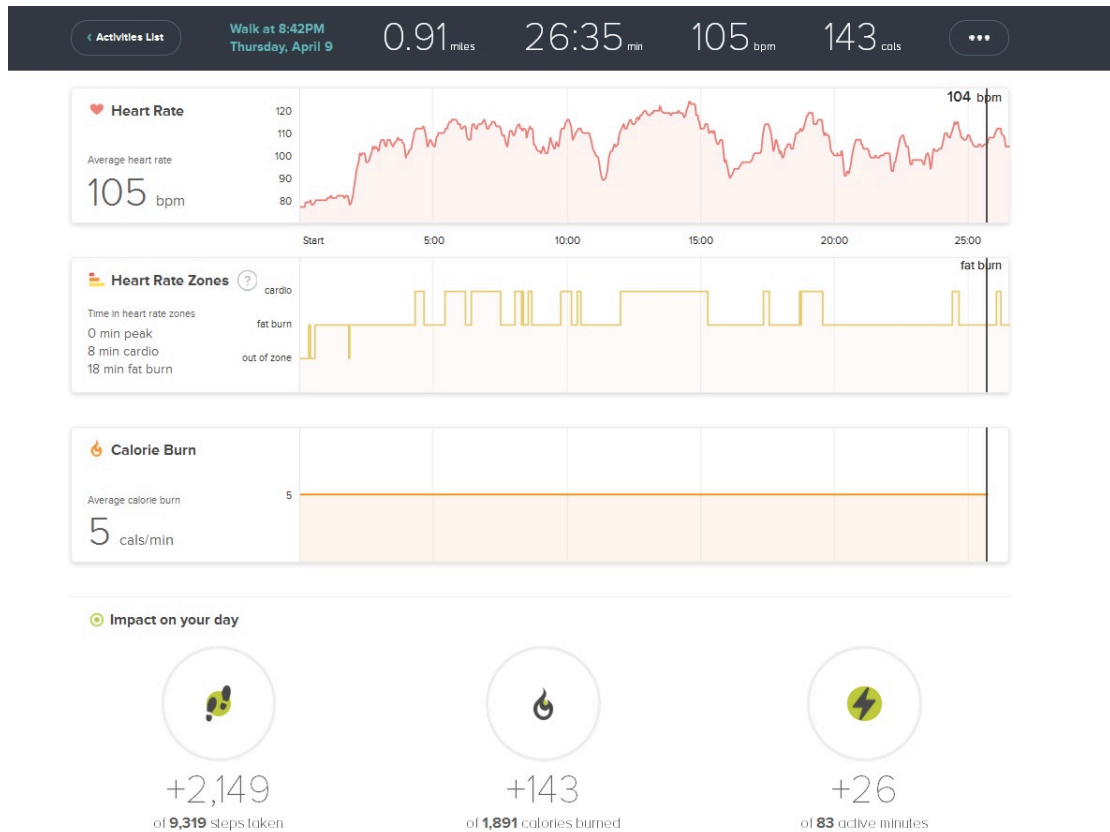 ‹ Activities List
Walk at 8:42PM
Thursday, April 9
0.91 miles
26:35 min
105 bpm
143 cals
•••
Heart Rate
Average heart rate
105 bpm
120
110
100
90
80
104 bpm
Start
5:00
10:00
15:00
20:00
25:00
Heart Rate Zones ?
Time in heart rate zones
0 min peak
8 min cardio
18 min fat burn
cardio
fat burn
out of zone
fat burn
Calorie Burn
Average calorie burn
5 cals/min
5
Impact on your day
+2,149
of 9,319 steps taken
+143
of 1,891 calories burned
+26
of 83 active minutes